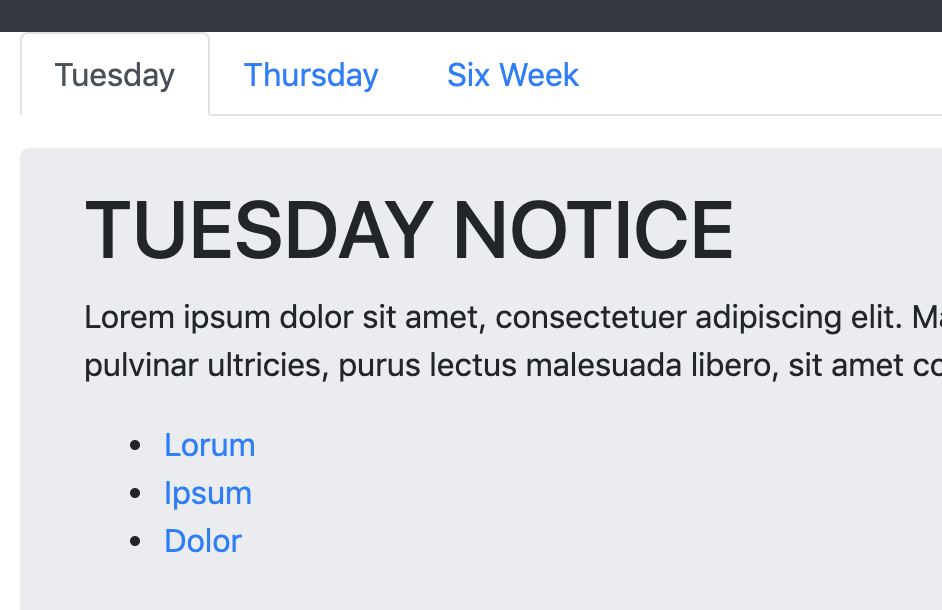 Tuesday Thursday Six Week
TUESDAY NOTICE
Lorem ipsum dolor sit amet, consectetuer adipiscing elit.
pulvinar ultricies, purus lectus malesuada libero, sit amet
Lorum
Ipsum
Dolor